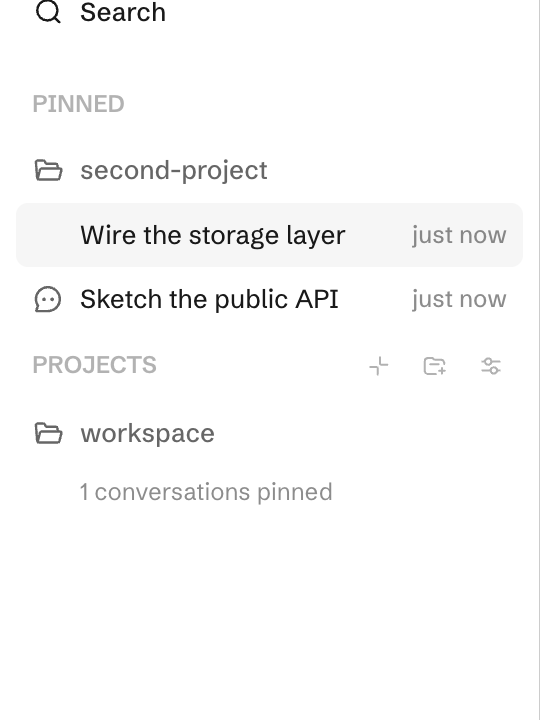 Search
PINNED
second-project
Wire the storage layer just now
Sketch the public API just now
PROJECTS
workspace
1 conversations pinned